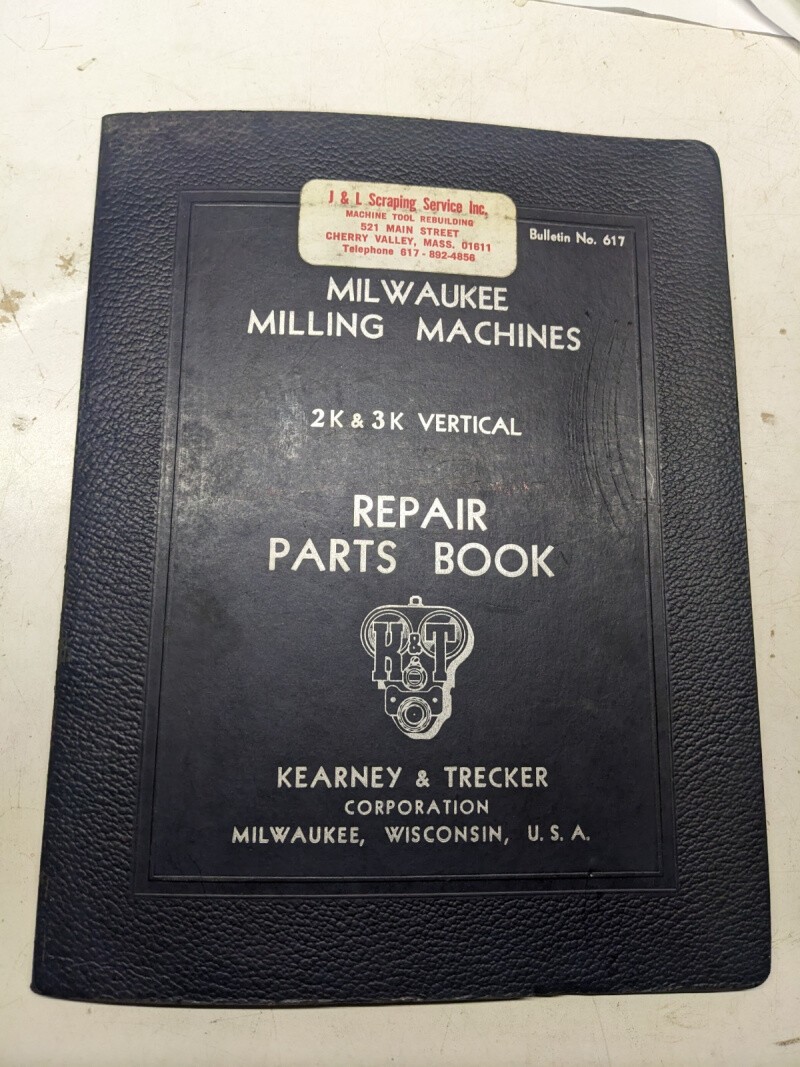 J & L Scraping Service Inc.
MACHINE TOOL REBUILDING
521 MAIN STREET
CHERRY VALLEY, MASS. 01611
Telephone 617-892-4856
Bulletin No. 617
MILWAUKEE
MILLING MACHINES
2K & 3K VERTICAL
REPAIR
PARTS BOOK
K&T
KEARNEY & TRECKER
CORPORATION
MILWAUKEE, WISCONSIN, U. S. A.